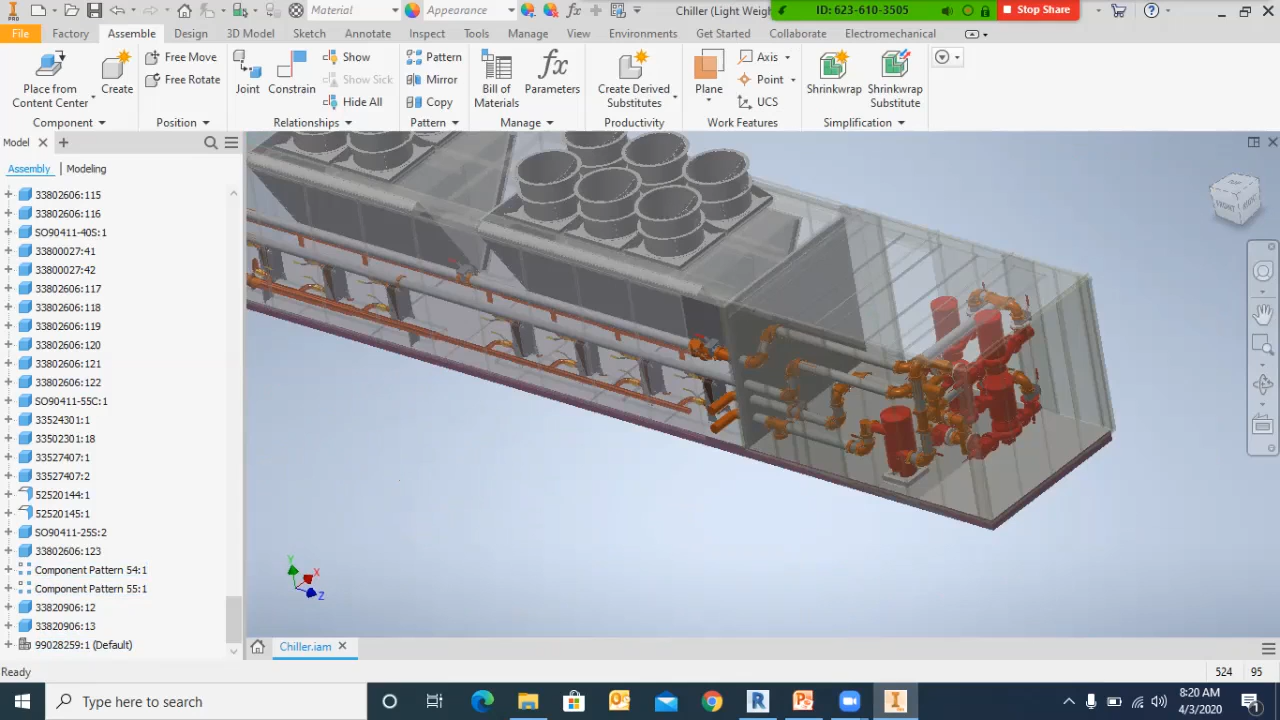 PRO
Material
Appearance
fx
Chiller (Light Weigh
ID: 623-610-3505
Stop Share
File Factory Assemble Design 3D Model Sketch Annotate Inspect Tools Manage View Environments Get Started Collaborate Electromechanical
Place from
Content Center
Create
Component
Free Move
Free Rotate
Position
Joint
Constrain
Show
Show Sick
Hide All
Relationships
Pattern
Mirror
Copy
Pattern
Bill of
Materials
fx
Parameters
Manage
Create Derived
Substitutes
Productivity
Plane
Axis
Point
UCS
Work Features
Shrinkwrap
Shrinkwrap
Substitute
Simplification
Model
Assembly Modeling
33802606:115
33802606:116
SO90411-40S:1
33800027:41
33800027:42
33802606:117
33802606:118
33802606:119
33802606:120
33802606:121
33802606:122
SO90411-55C:1
33524301:1
33502301:18
33527407:1
33527407:2
52520144:1
52520145:1
SO90411-25S:2
33802606:123
Component Pattern 54:1
Component Pattern 55:1
33820906:12
33820906:13
99028259:1 (Default)
FRONT
Y
X
Z
Chiller.iam
Ready
524 95
Type here to search
8:20 AM
4/3/2020